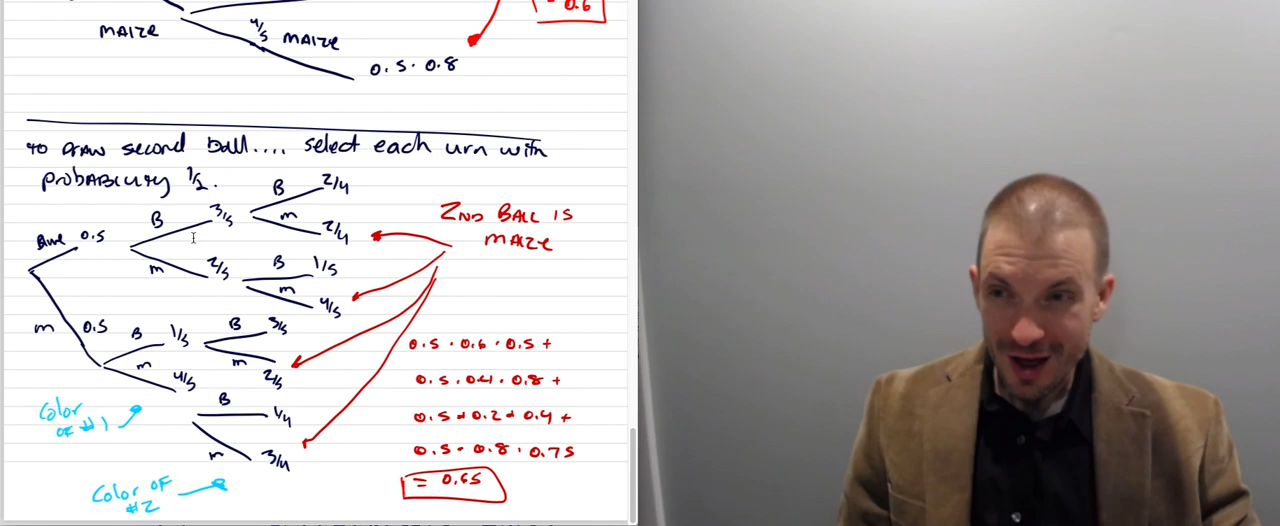 = 0.6
MAIZE
4/5 MAIZE
0.5 · 0.8
to draw second ball.... select each urn with
probability 1/2.
B 2/4
B 3/5
m 2/4
Blue 0.5
m 2/5
B 1/5
m 4/5
m 0.5
B 1/5
B 3/5
m 2/5
m 4/5
B 1/4
m 3/4
Color
of #1
Color of
#2
2ND BALL IS
MAIZE
0.5 · 0.6 · 0.5 +
0.5 · 0.4 · 0.8 +
0.5 · 0.2 · 0.4 +
0.5 · 0.8 · 0.75
= 0.65